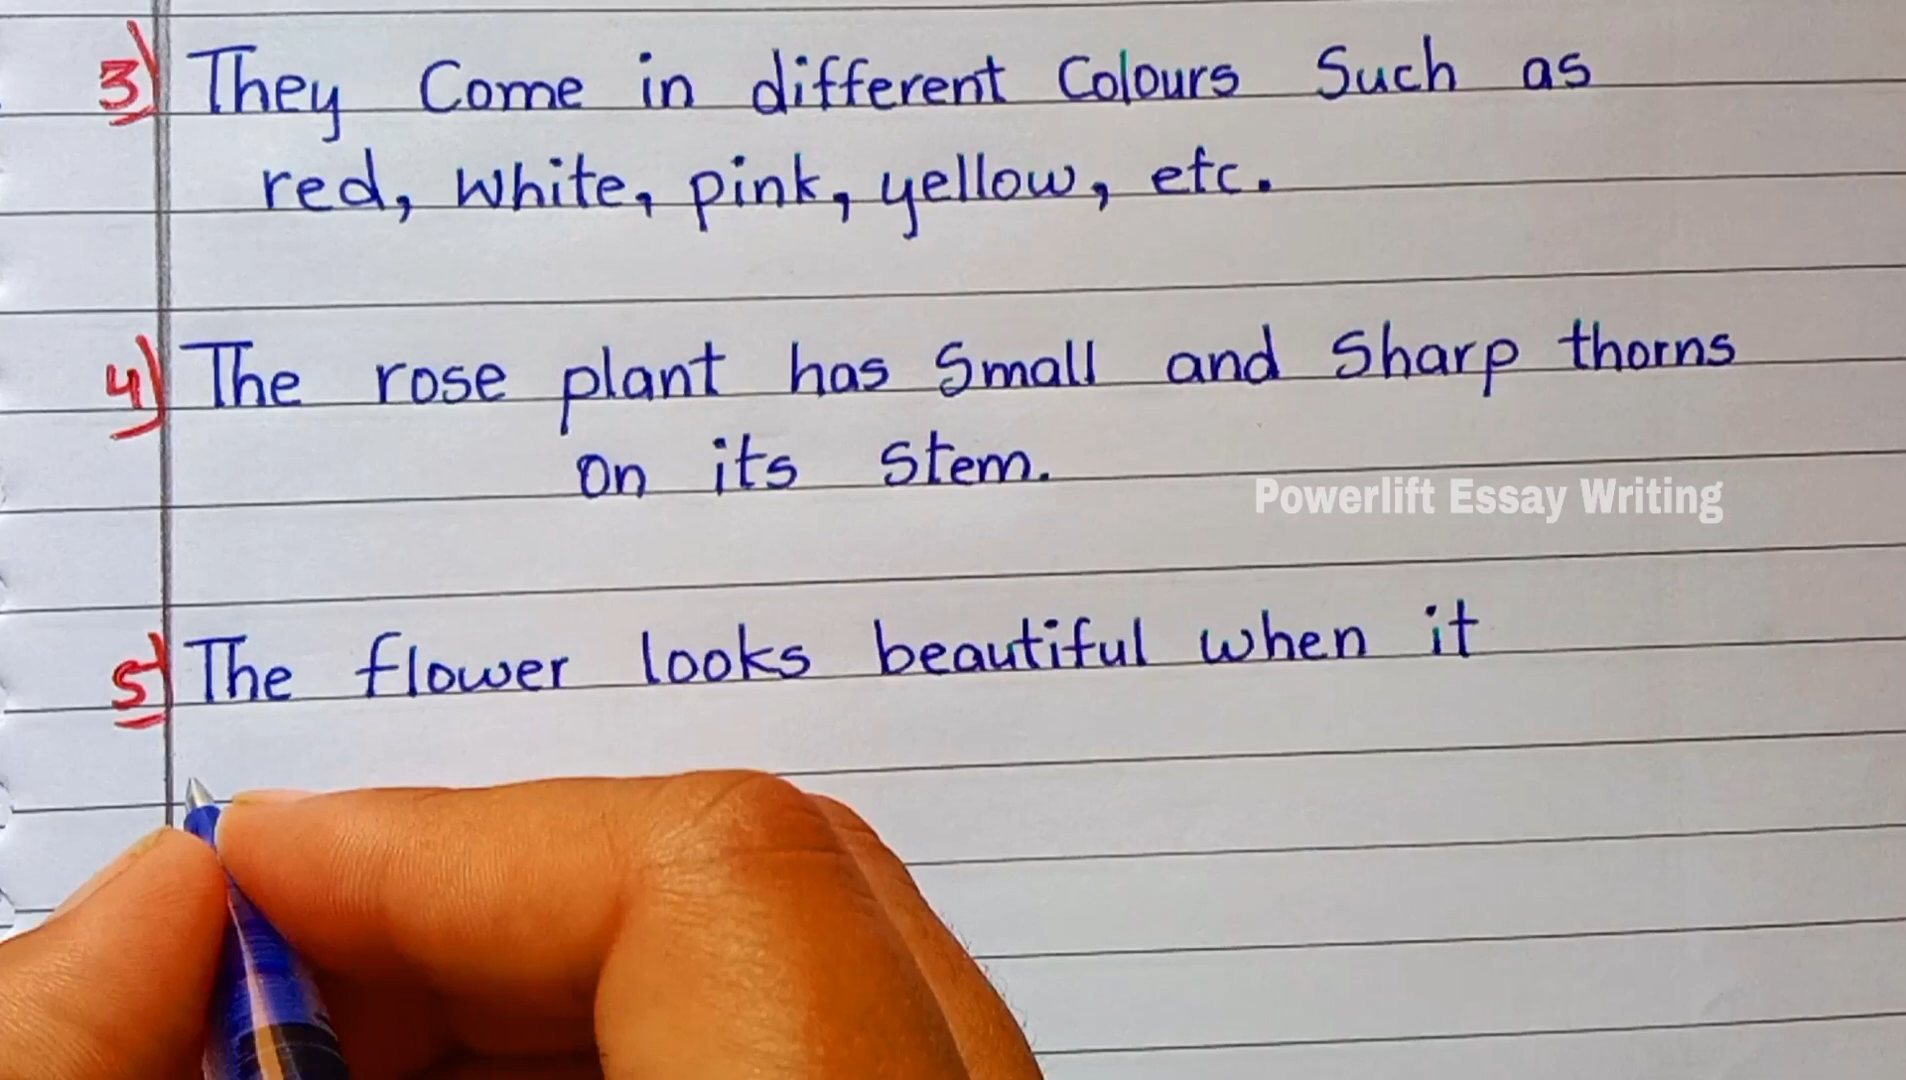 3) They Come in different Colours Such as
red, white, pink, yellow, etc.
4) The rose plant has Small and Sharp thorns
on its stem.
Powerlift Essay Writing
5) The flower looks beautiful when it